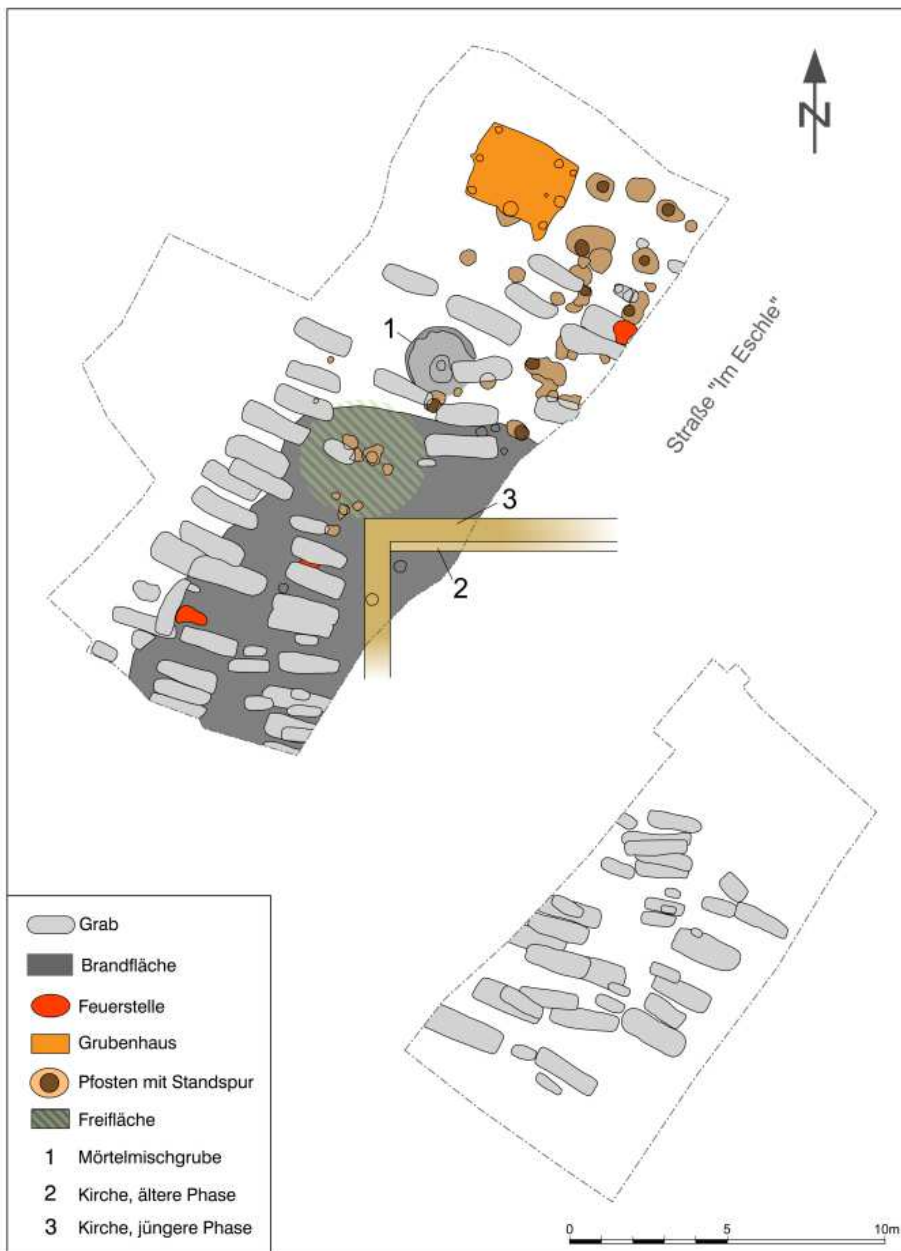 N
1
Straße "Im Eschle"
3
2
Grab
Brandfläche
Feuerstelle
Grubenhaus
Pfosten mit Standspur
Freifläche
1 Mörtelmischgrube
2 Kirche, ältere Phase
3 Kirche, jüngere Phase
0 5 10m